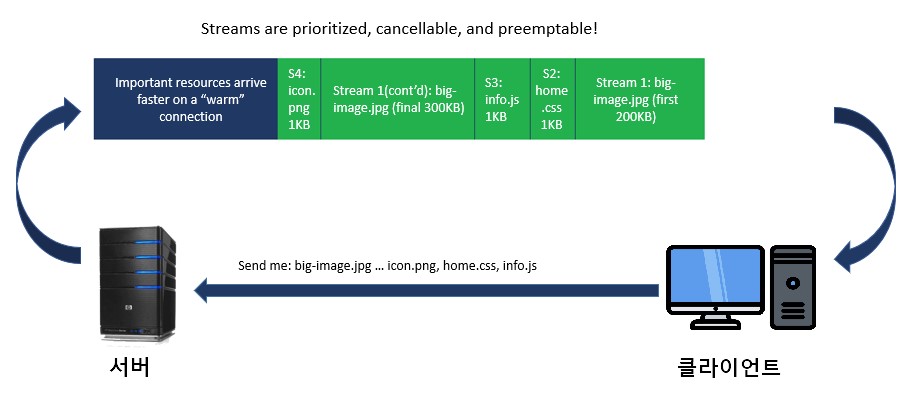 Streams are prioritized, cancellable, and preemptable!
Important resources arrive
faster on a “warm”
connection
S4:
icon.
png
1KB
Stream 1(cont’d): big-
image.jpg (final 300KB)
S3:
info.js
1KB
S2:
home
.css
1KB
Stream 1: big-
image.jpg (first
200KB)
Send me: big-image.jpg ... icon.png, home.css, info.js
서버
클라이언트